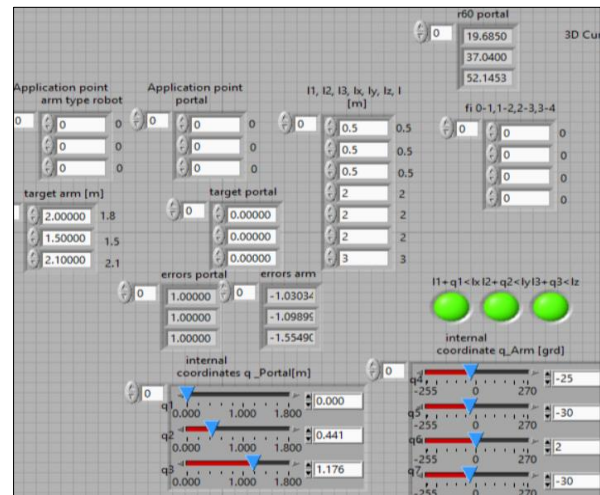 r60 portal
0
19.6850
37.0400
52.1453
3D Cur
Application point
arm type robot
0
0 0
0 0
0 0
Application point
portal
0
0 0
0 0
0 0
l1, l2, l3, lx, ly, lz, l
[m]
0
0.5 0.5
0.5 0.5
0.5 0.5
2 2
2 2
2 2
3 3
fi 0-1,1-2,2-3,3-4
0
0 0
0 0
0 0
0 0
target arm [m]
2.00000 1.8
1.50000 1.5
2.10000 2.1
target portal
0
0.00000
0.00000
0.00000
errors portal
0
1.00000
1.00000
1.00000
errors arm
0
-1.03034
-1.09899
-1.55490
l1+q1<lx l2+q2<ly l3+q3<lz
internal
coordinates q _Portal[m]
0
q1
0.000 1.000 1.800
0.000
q2
0.000 1.000 1.800
0.441
q3
0.000 1.000 1.800
1.176
internal
coordinate q_Arm [grd]
0
q4
-255 0 270
-25
q5
-255 0 270
-30
q6
-255 0 270
2
q7
-255 0 270
-30